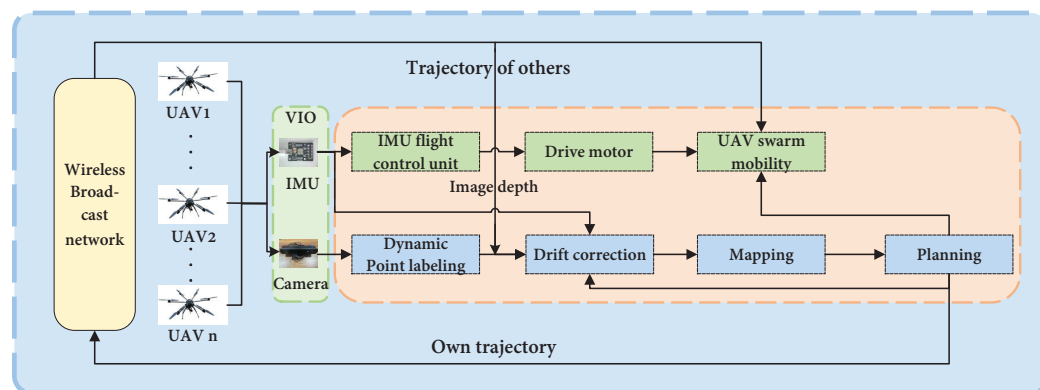 Trajectory of others
UAV1
VIO
IMU flight
control unit
Drive motor
UAV swarm
mobility
Wireless
Broad-
cast
network
IMU
Image depth
UAV2
Dynamic
Point labeling
Drift correction
Mapping
Planning
Camera
UAV n
Own trajectory